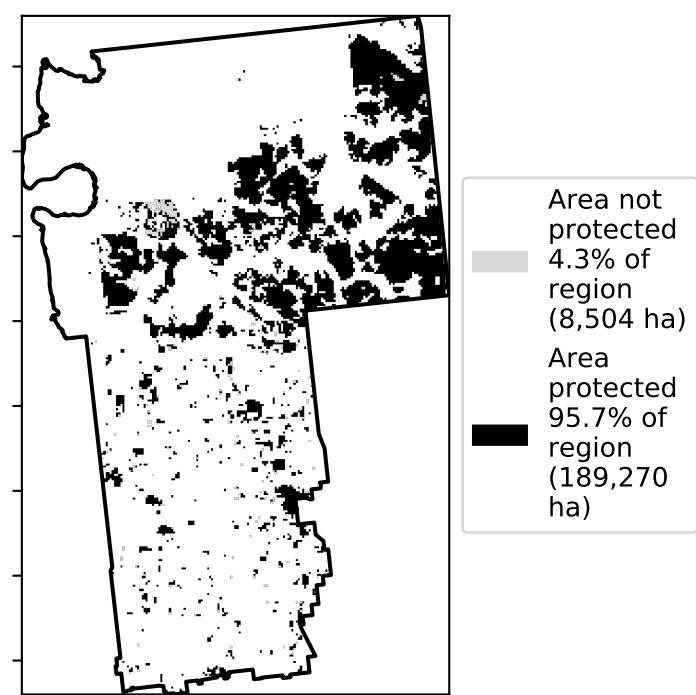 Area not
protected
4.3% of
region
(8,504 ha)
Area
protected
95.7% of
region
(189,270
ha)